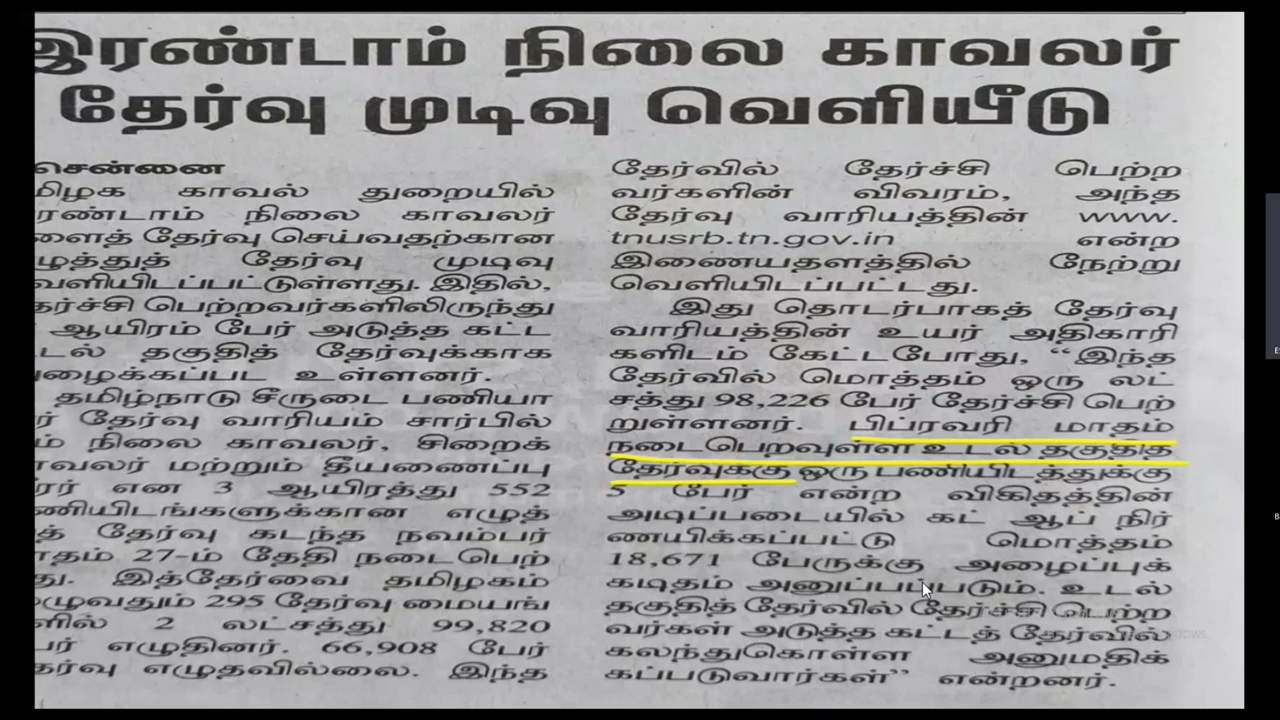 இரண்டாம் நிலை காவலர்
தேர்வு முடிவு வெளியீடு
சென்னை
மிழக காவல் துறையில்
ரண்டாம் நிலை காவலர்
ளைத் தேர்வு செய்வதற்கான
ழுத்துத் தேர்வு முடிவு
வெளியிடப்பட்டுள்ளது. இதில்,
தேர்ச்சி பெற்றவர்களிலிருந்து
ஆயிரம் பேர் அடுத்த கட்ட
டல் தகுதித் தேர்வுக்காக
ழைக்கப்பட உள்ளனர்.
தமிழ்நாடு சீருடை பணியா
ர் தேர்வு வாரியம் சார்பில்
ம் நிலை காவலர், சிறைக்
காவலர் மற்றும் தீயணைப்பு
ரர் என 3 ஆயிரத்து 552
ணியிடங்களுக்கான எழுத்
த் தேர்வு கடந்த நவம்பர்
தம் 27-ம் தேதி நடைபெற்
து. இத்தேர்வை தமிழகம்
முழுவதும் 295 தேர்வு மையங்
ளில் 2 லட்சத்து 99,820
பர் எழுதினர். 66,908 பேர்
தேர்வு எழுதவில்லை. இந்த
தேர்வில் தேர்ச்சி பெற்ற
வர்களின் விவரம், அந்த
தேர்வு வாரியத்தின் www.
tnusrb.tn.gov.in என்ற
இணையதளத்தில் நேற்று
வெளியிடப்பட்டது.
இது தொடர்பாகத் தேர்வு
வாரியத்தின் உயர் அதிகாரி
களிடம் கேட்டபோது, “இந்த
தேர்வில் மொத்தம் ஒரு லட்
சத்து 98,226 பேர் தேர்ச்சி பெற்
றுள்ளனர். பிப்ரவரி மாதம்
நடைபெறவுள்ள உடல் தகுதித்
தேர்வுக்கு ஒரு பணியிடத்துக்கு
5 பேர் என்ற விகிதத்தின்
அடிப்படையில் கட் ஆப் நிர்
ணயிக்கப்பட்டு மொத்தம்
18,671 பேருக்கு அழைப்புக்
கடிதம் அனுப்பப்படும். உடல்
தகுதித் தேர்வில் தேர்ச்சி பெற்ற
வர்கள் அடுத்த கட்டத் தேர்வில்
கலந்துகொள்ள அனுமதிக்
கப்படுவார்கள்” என்றனர்.